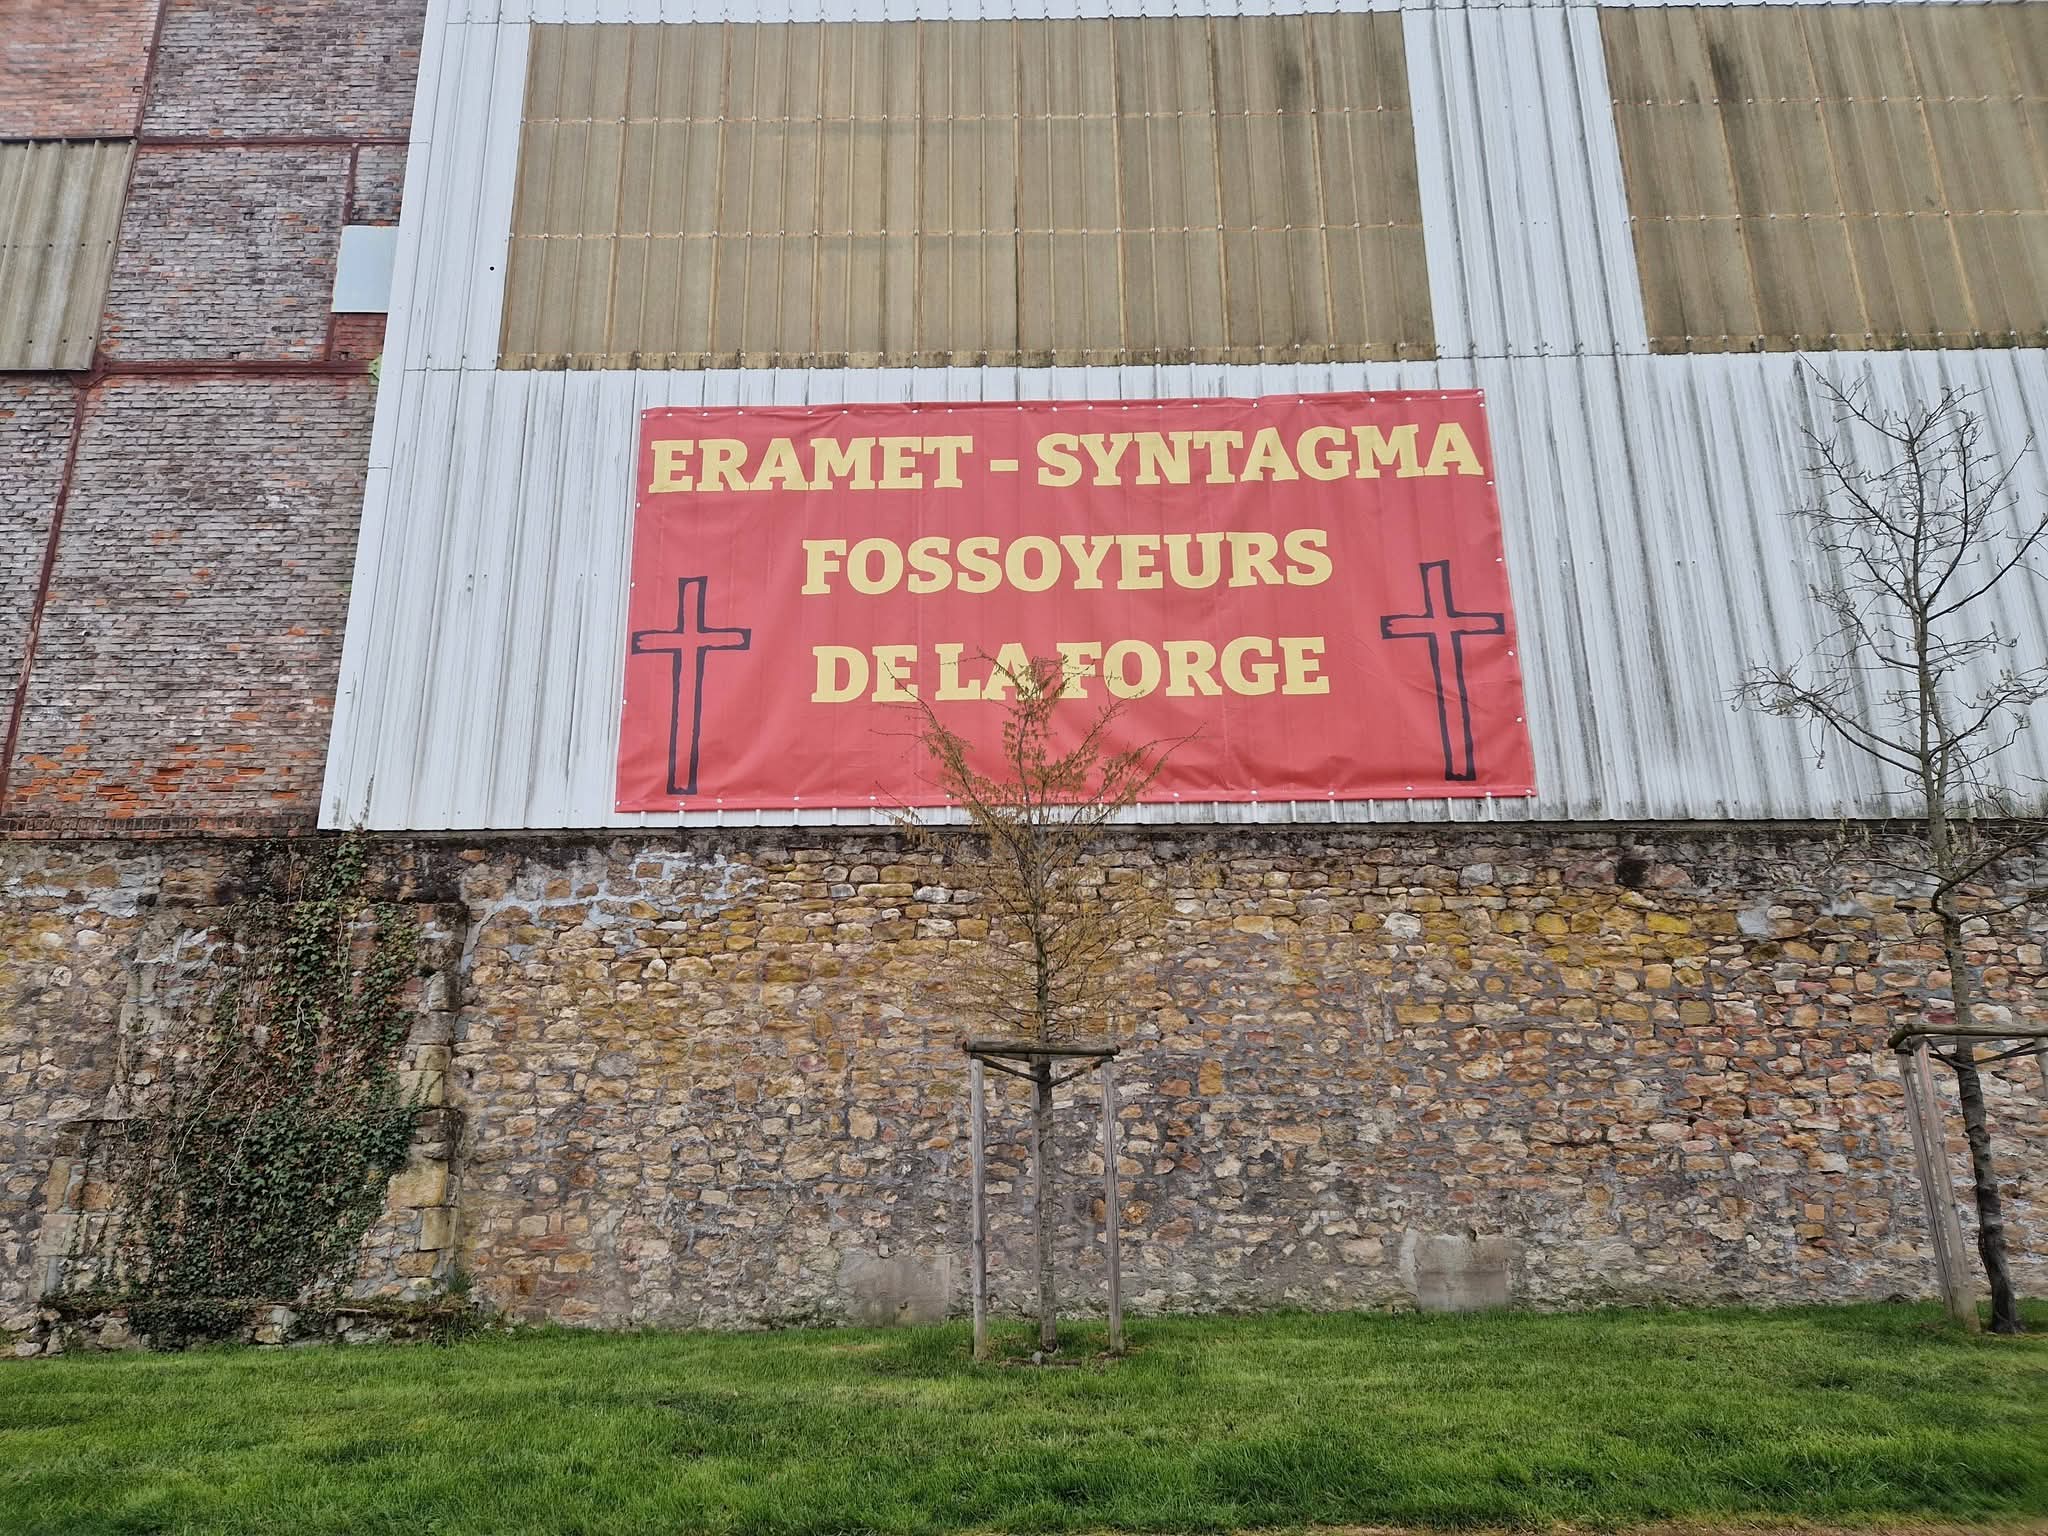 ERAMET - SYNTAGMA
FOSSOYEURS
DE LA FORGE